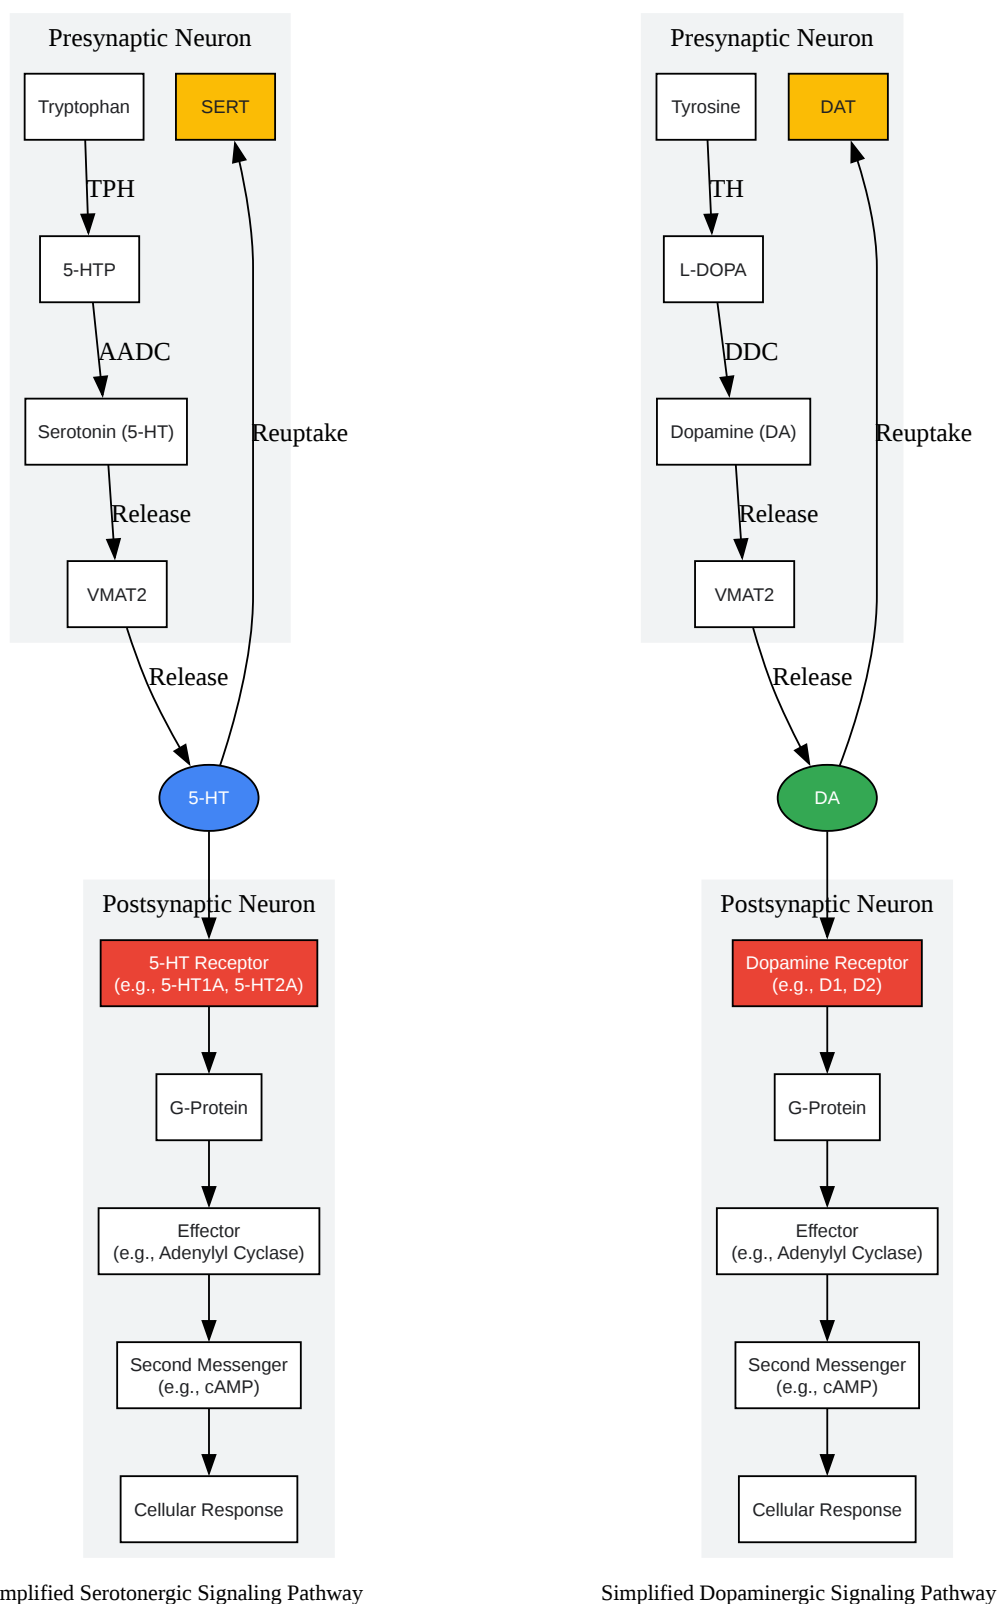 Presynaptic Neuron
Tryptophan
SERT
TPH
5-HTP
AADC
Serotonin (5-HT)
Reuptake
Release
VMAT2
Release
5-HT
Postsynaptic Neuron
5-HT Receptor
(e.g., 5-HT1A, 5-HT2A)
G-Protein
Effector
(e.g., Adenylyl Cyclase)
Second Messenger
(e.g., cAMP)
Cellular Response
mplified Serotonergic Signaling Pathway
Presynaptic Neuron
Tyrosine
DAT
TH
L-DOPA
DDC
Dopamine (DA)
Reuptake
Release
VMAT2
Release
DA
Postsynaptic Neuron
Dopamine Receptor
(e.g., D1, D2)
G-Protein
Effector
(e.g., Adenylyl Cyclase)
Second Messenger
(e.g., cAMP)
Cellular Response
Simplified Dopaminergic Signaling Pathway